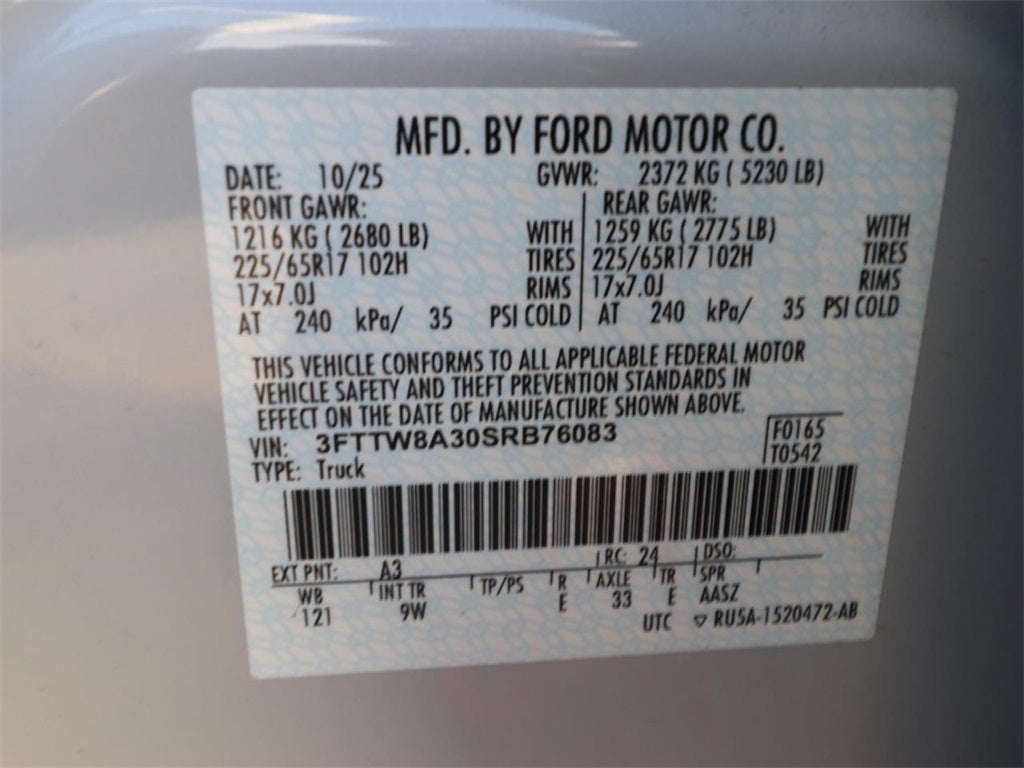 MFD. BY FORD MOTOR CO.
DATE: 10/25 GVWR: 2372 KG ( 5230 LB)
FRONT GAWR: REAR GAWR:
1216 KG ( 2680 LB) WITH 1259 KG ( 2775 LB) WITH
225/65R17 102H TIRES 225/65R17 102H TIRES
17x7.0J RIMS 17x7.0J RIMS
AT 240 kPa/ 35 PSI COLD AT 240 kPa/ 35 PSI COLD
THIS VEHICLE CONFORMS TO ALL APPLICABLE FEDERAL MOTOR
VEHICLE SAFETY AND THEFT PREVENTION STANDARDS IN
EFFECT ON THE DATE OF MANUFACTURE SHOWN ABOVE.
VIN: 3FTTW8A30SRB76083 F0165
TYPE: Truck T0542
EXT PNT: A3 RC: 24 DSO:
WB INT TR TP/PS R AXLE TR SPR
121 9W E 33 E AASZ
UTC ▽ RU5A-1520472-AB